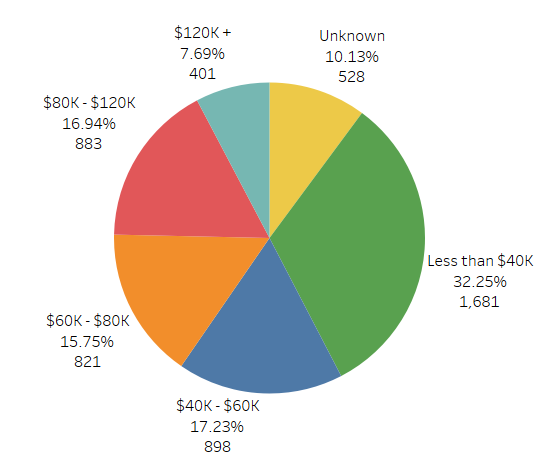 $120K +
7.69%
401
Unknown
10.13%
528
$80K - $120K
16.94%
883
Less than $40K
32.25%
1,681
$60K - $80K
15.75%
821
$40K - $60K
17.23%
898